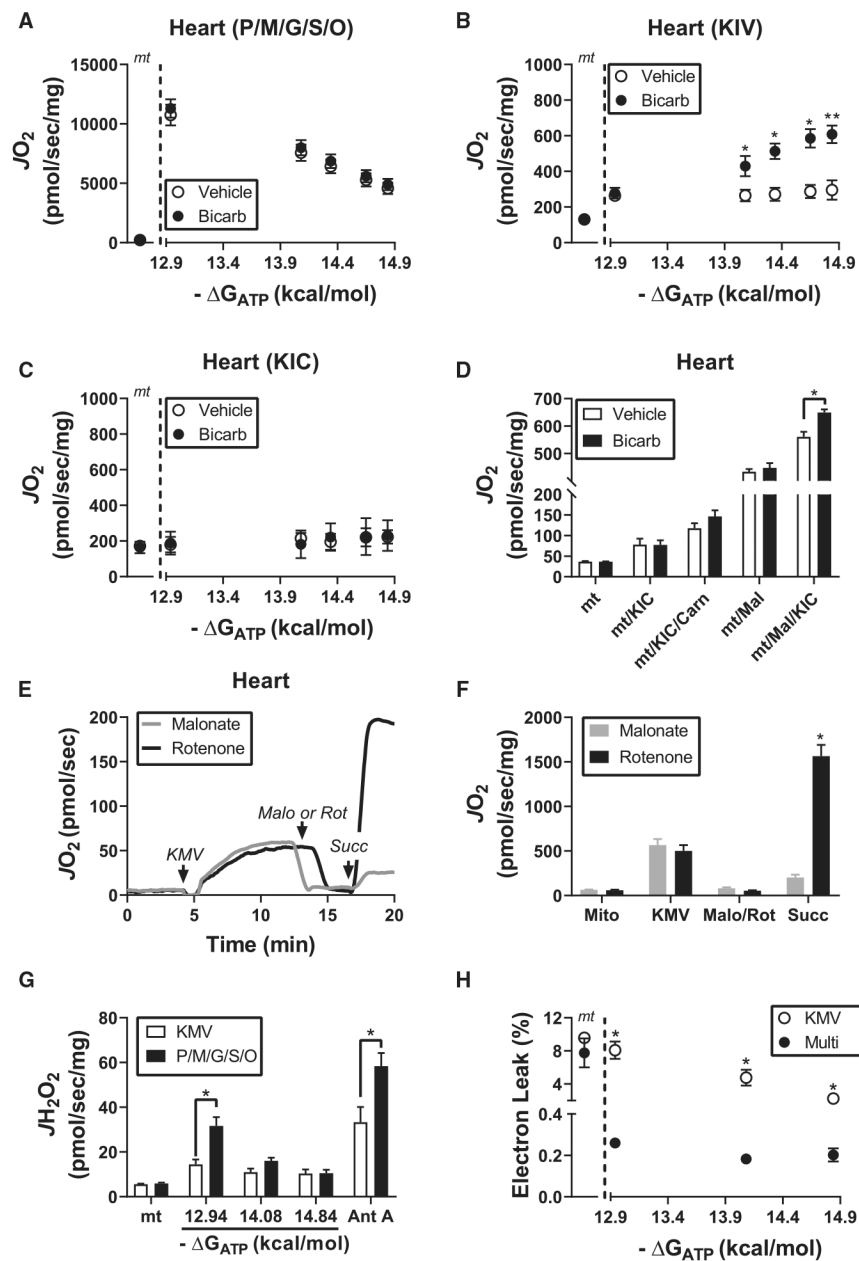 A
Heart (P/M/G/S/O)
JO2
(pmol/sec/mg)
mt
15000
10000
5000
0
Vehicle
Bicarb
12.9 13.4 13.9 14.4 14.9
- ΔGATP (kcal/mol)
B
Heart (KIV)
JO2
(pmol/sec/mg)
mt
1000
800
600
400
200
0
Vehicle
Bicarb
* * * **
12.9 13.4 13.9 14.4 14.9
- ΔGATP (kcal/mol)
C
Heart (KIC)
JO2
(pmol/sec/mg)
mt
1000
800
600
400
200
0
Vehicle
Bicarb
12.9 13.4 13.9 14.4 14.9
- ΔGATP (kcal/mol)
D
Heart
JO2
(pmol/sec/mg)
700
600
500
200
150
100
50
0
Vehicle
Bicarb
*
mt
mt/KIC
mt/KIC/Carn
mt/Mal
mt/Mal/KIC
E
Heart
JO2 (pmol/sec)
200
150
100
50
0
Malonate
Rotenone
KMV
Malo or Rot
Succ
0 5 10 15 20
Time (min)
F
JO2
(pmol/sec/mg)
2000
1500
1000
500
0
Malonate
Rotenone
*
Mito KMV Malo/Rot Succ
G
JH2O2
(pmol/sec/mg)
80
60
40
20
0
KMV
P/M/G/S/O
*
*
mt 12.94 14.08 14.84 Ant A
- ΔGATP (kcal/mol)
H
Electron Leak (%)
mt
12
8
4
0.4
0.2
0.0
KMV
Multi
* * *
12.9 13.4 13.9 14.4 14.9
- ΔGATP (kcal/mol)